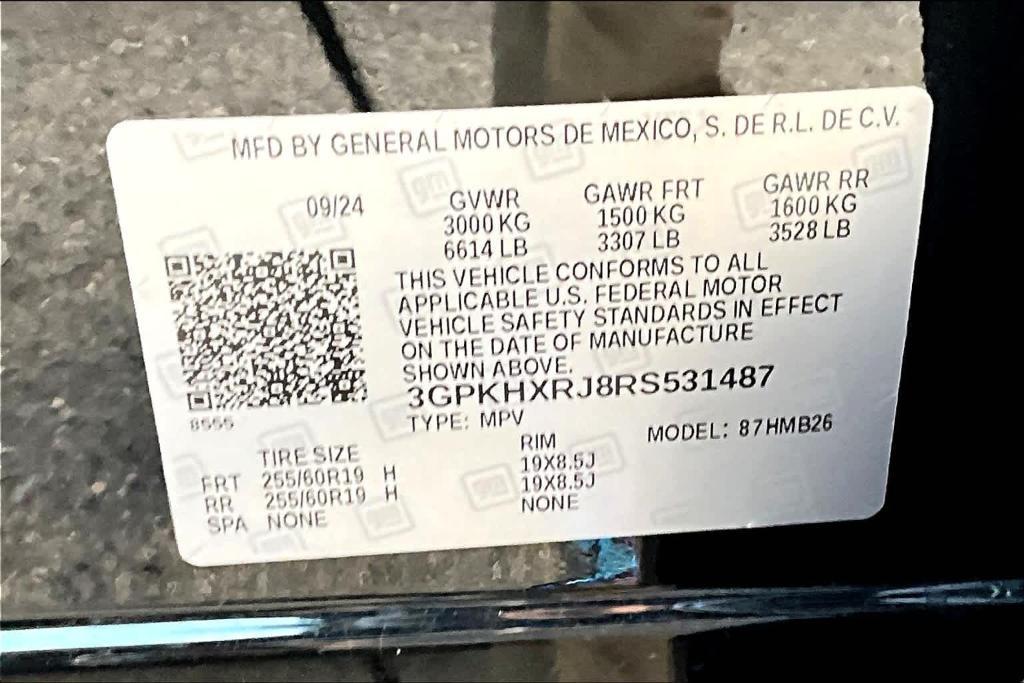 MFD BY GENERAL MOTORS DE MEXICO, S. DE R.L. DE C.V.
09/24
GVWR
3000 KG
6614 LB
GAWR FRT
1500 KG
3307 LB
GAWR RR
1600 KG
3528 LB
THIS VEHICLE CONFORMS TO ALL
APPLICABLE U.S. FEDERAL MOTOR
VEHICLE SAFETY STANDARDS IN EFFECT
ON THE DATE OF MANUFACTURE
SHOWN ABOVE.
3GPKHXRJ8RS531487
TYPE: MPV
MODEL: 87HMB26
TIRE SIZE
RIM
FRT 255/60R19 H 19X8.5J
RR 255/60R19 H 19X8.5J
SPA NONE NONE